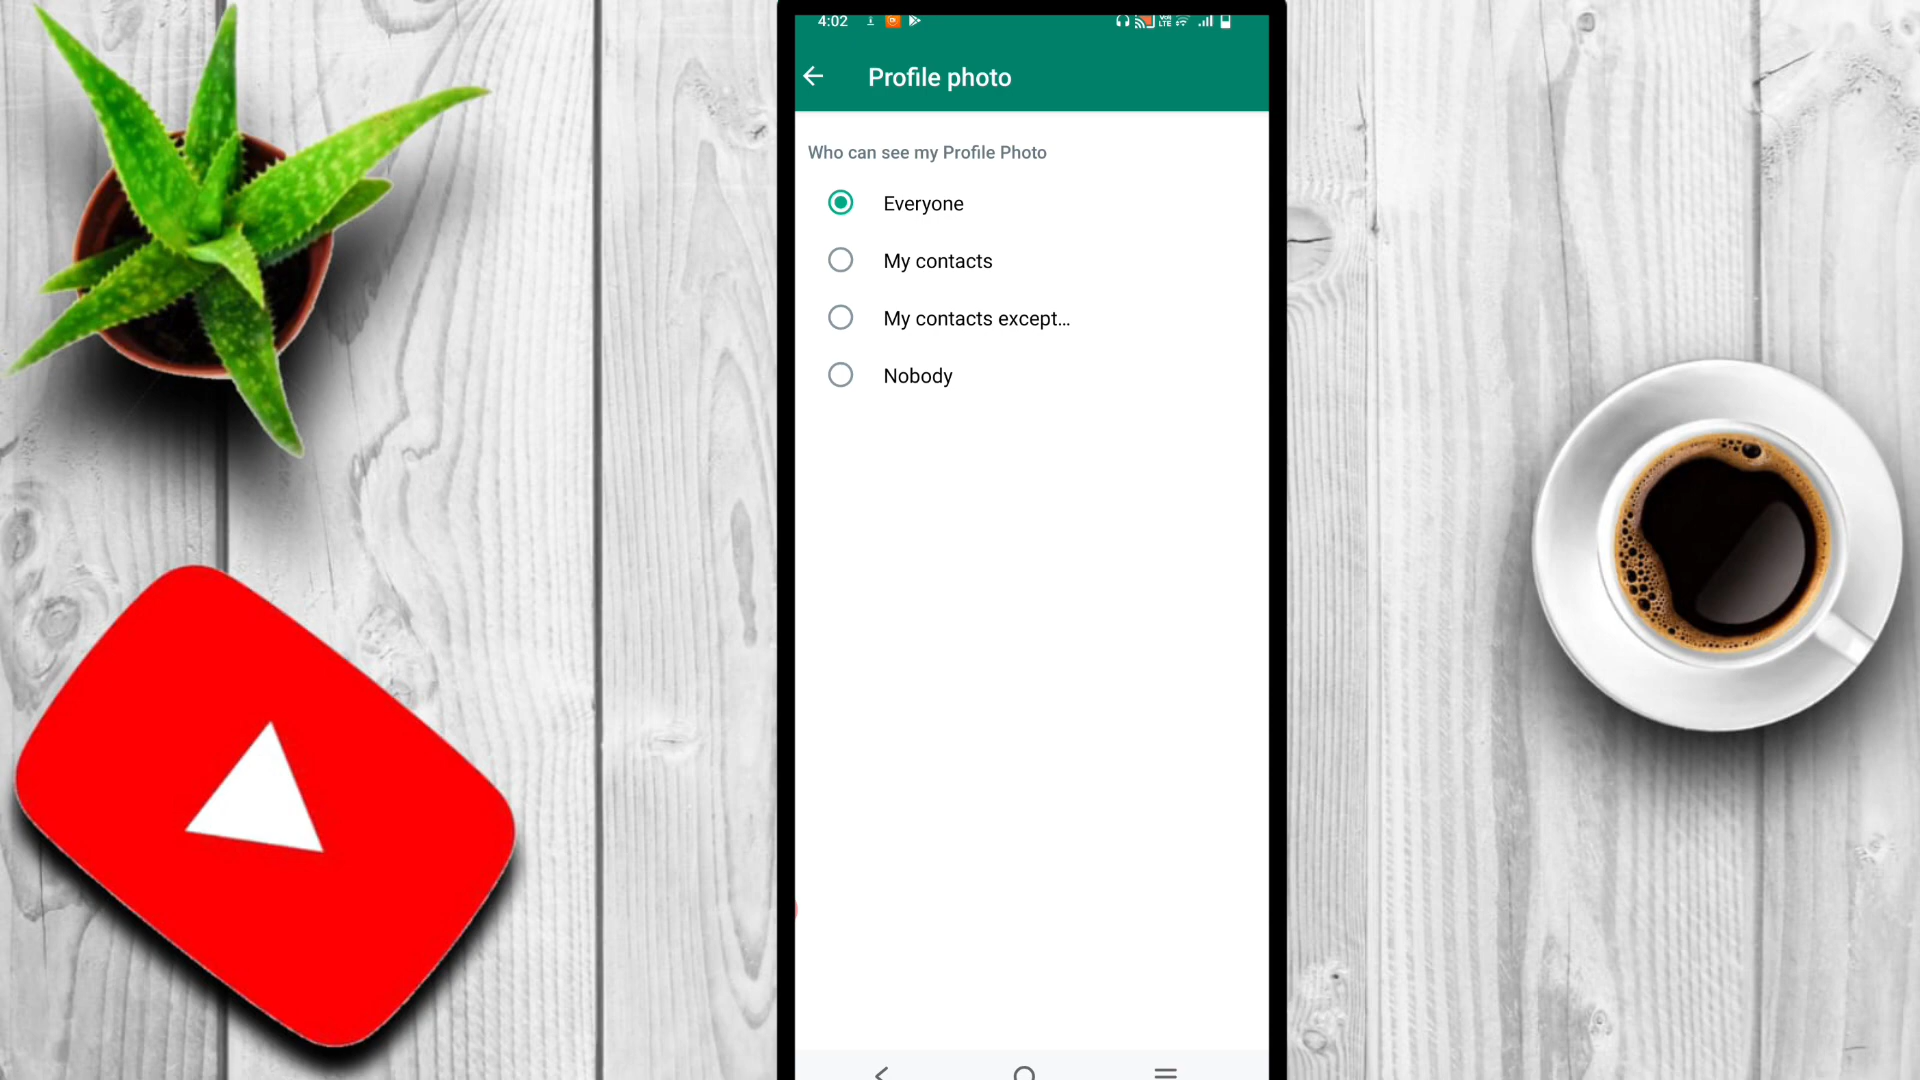 4:02
Profile photo
Who can see my Profile Photo
Everyone
My contacts
My contacts except...
Nobody